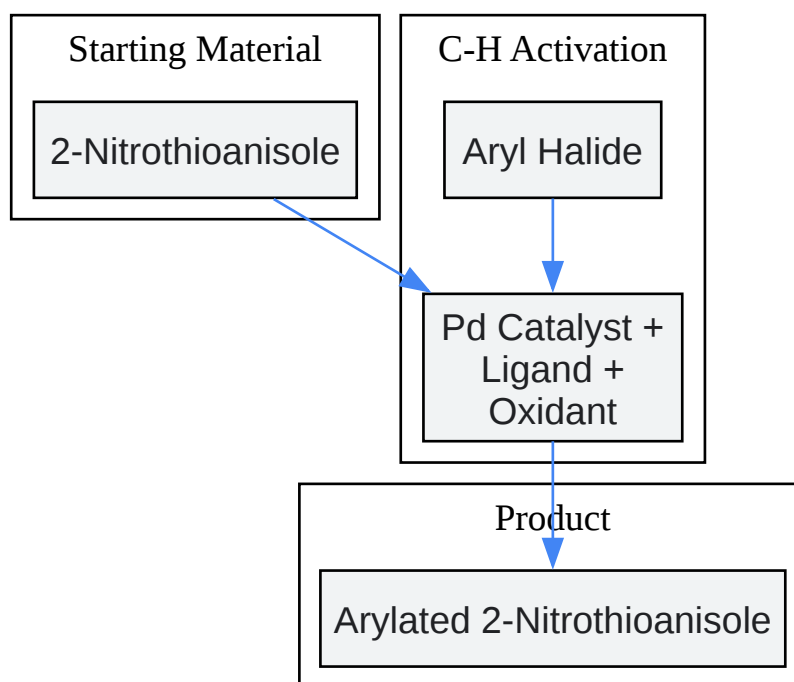 Starting Material
2-Nitrothioanisole
C-H Activation
Aryl Halide
Pd Catalyst +
Ligand +
Oxidant
Product
Arylated 2-Nitrothioanisole